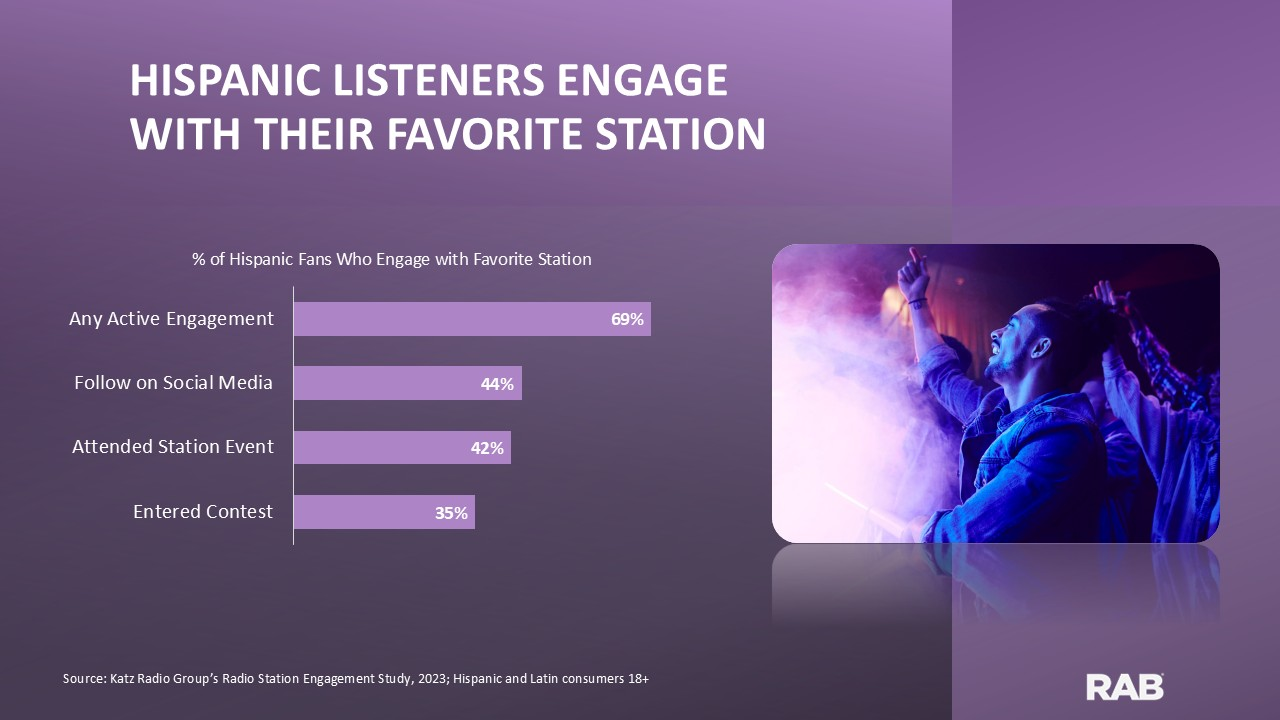 HISPANIC LISTENERS ENGAGE
WITH THEIR FAVORITE STATION
% of Hispanic Fans Who Engage with Favorite Station
Any Active Engagement 69%
Follow on Social Media 44%
Attended Station Event 42%
Entered Contest 35%
Source: Katz Radio Group’s Radio Station Engagement Study, 2023; Hispanic and Latin consumers 18+
RAB